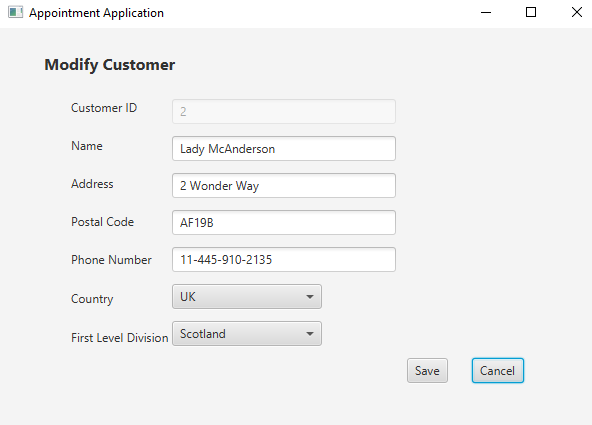 Appointment Application
Modify Customer
Customer ID 2
Name Lady McAnderson
Address 2 Wonder Way
Postal Code AF19B
Phone Number 11-445-910-2135
Country UK
First Level Division Scotland
Save Cancel